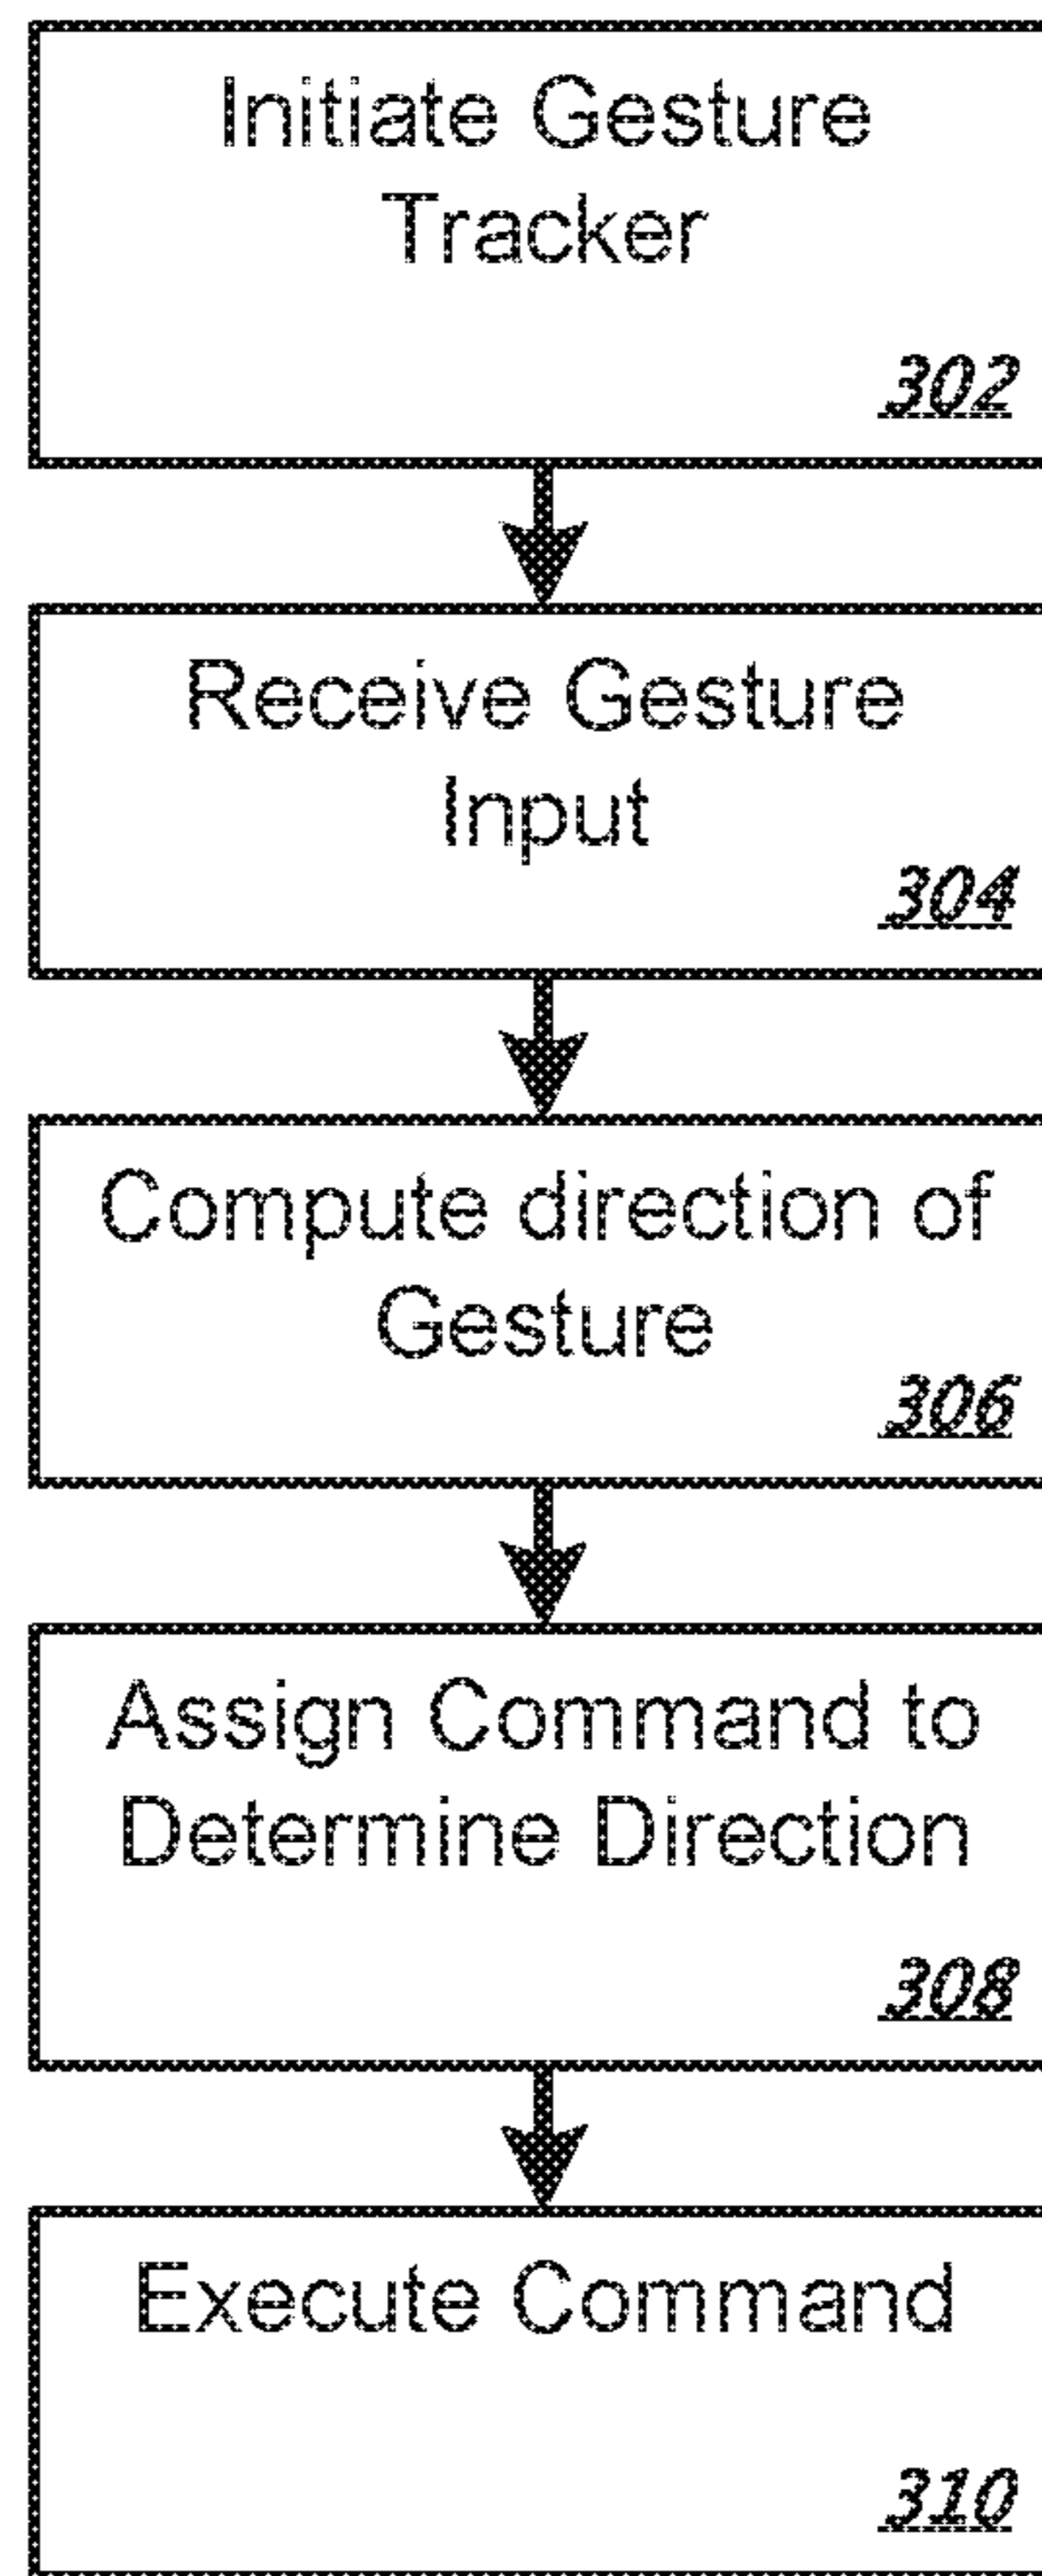 Initiate Gesture
Tracker
302
Receive Gesture
Input
304
Compute direction of
Gesture
306
Assign Command to
Determine Direction
308
Execute Command
310